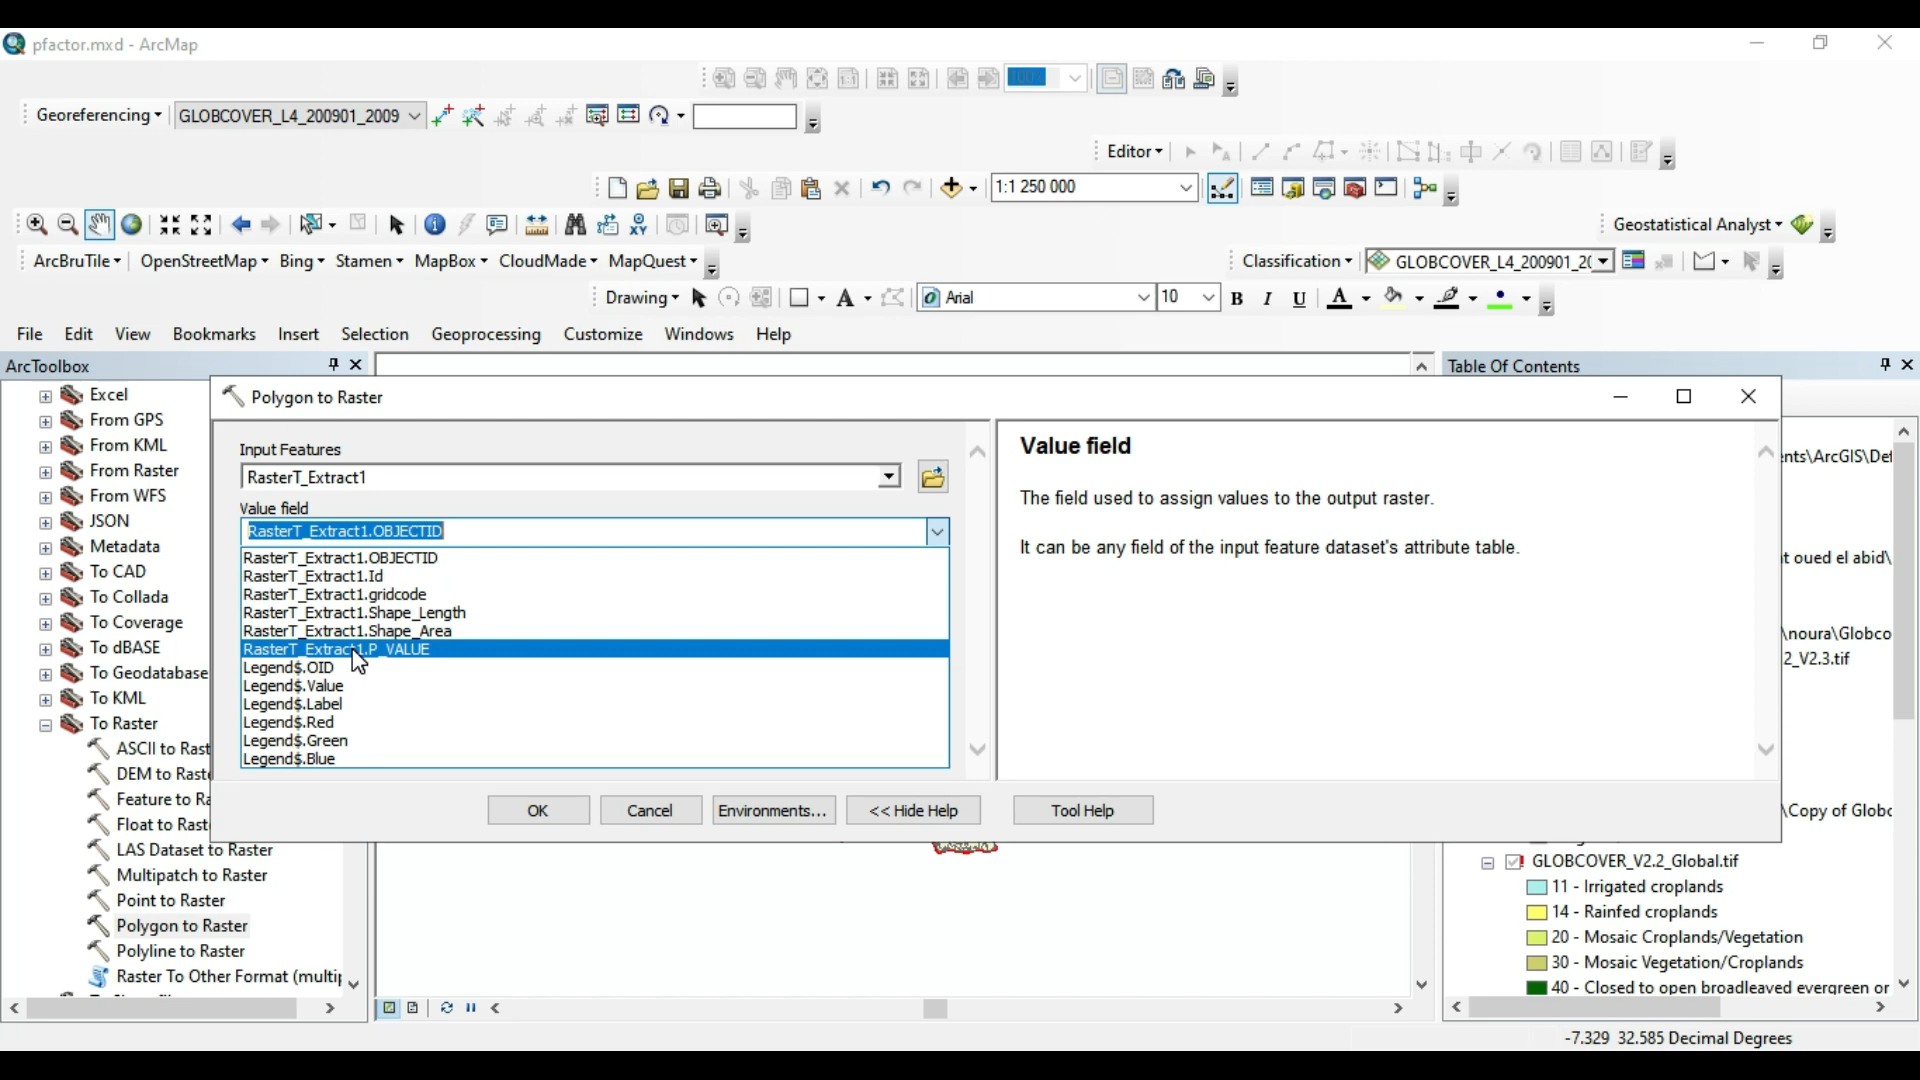 pfactor.mxd - ArcMap
Georeferencing
GLOBCOVER_L4_200901_2009
Editor
1:1 250 000
Geostatistical Analyst
ArcBruTile OpenStreetMap Bing Stamen MapBox CloudMade MapQuest
Classification GLOBCOVER_L4_200901_20
Drawing A Arial 10 B I U A
File Edit View Bookmarks Insert Selection Geoprocessing Customize Windows Help
ArcToolbox
Excel
From GPS
From KML
From Raster
From WFS
JSON
Metadata
To CAD
To Collada
To Coverage
To dBASE
To Geodatabase
To KML
To Raster
ASCII to Rast
DEM to Raste
Feature to Ra
Float to Rast
LAS Dataset to Raster
Multipatch to Raster
Point to Raster
Polygon to Raster
Polyline to Raster
Raster To Other Format (multip
Polygon to Raster
Input Features
RasterT_Extract1
Value field
RasterT_Extract1.OBJECTID
RasterT_Extract1.OBJECTID
RasterT_Extract1.Id
RasterT_Extract1.gridcode
RasterT_Extract1.Shape_Length
RasterT_Extract1.Shape_Area
RasterT_Extract1.P_VALUE
Legend$.OID
Legend$.Value
Legend$.Label
Legend$.Red
Legend$.Green
Legend$.Blue
OK Cancel Environments... << Hide Help Tool Help
Value field
The field used to assign values to the output raster.
It can be any field of the input feature dataset's attribute table.
Table Of Contents
ents\ArcGIS\Def
t oued el abid\
\noura\Globco
2_V2.3.tif
\Copy of Globc
GLOBCOVER_V2.2_Global.tif
11 - Irrigated croplands
14 - Rainfed croplands
20 - Mosaic Croplands/Vegetation
30 - Mosaic Vegetation/Croplands
40 - Closed to open broadleaved evergreen or
-7.329 32.585 Decimal Degrees